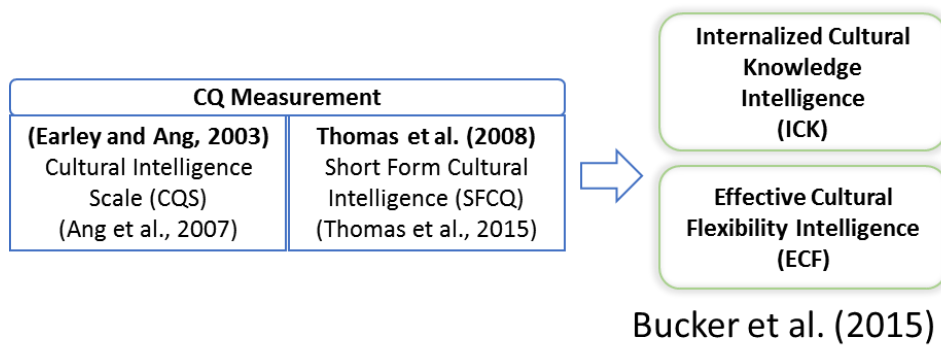 CQ Measurement
(Earley and Ang, 2003)
Cultural Intelligence
Scale (CQS)
(Ang et al., 2007)
Thomas et al. (2008)
Short Form Cultural
Intelligence (SFCQ)
(Thomas et al., 2015)
Internalized Cultural
Knowledge
Intelligence
(ICK)
Effective Cultural
Flexibility Intelligence
(ECF)
Bucker et al. (2015)